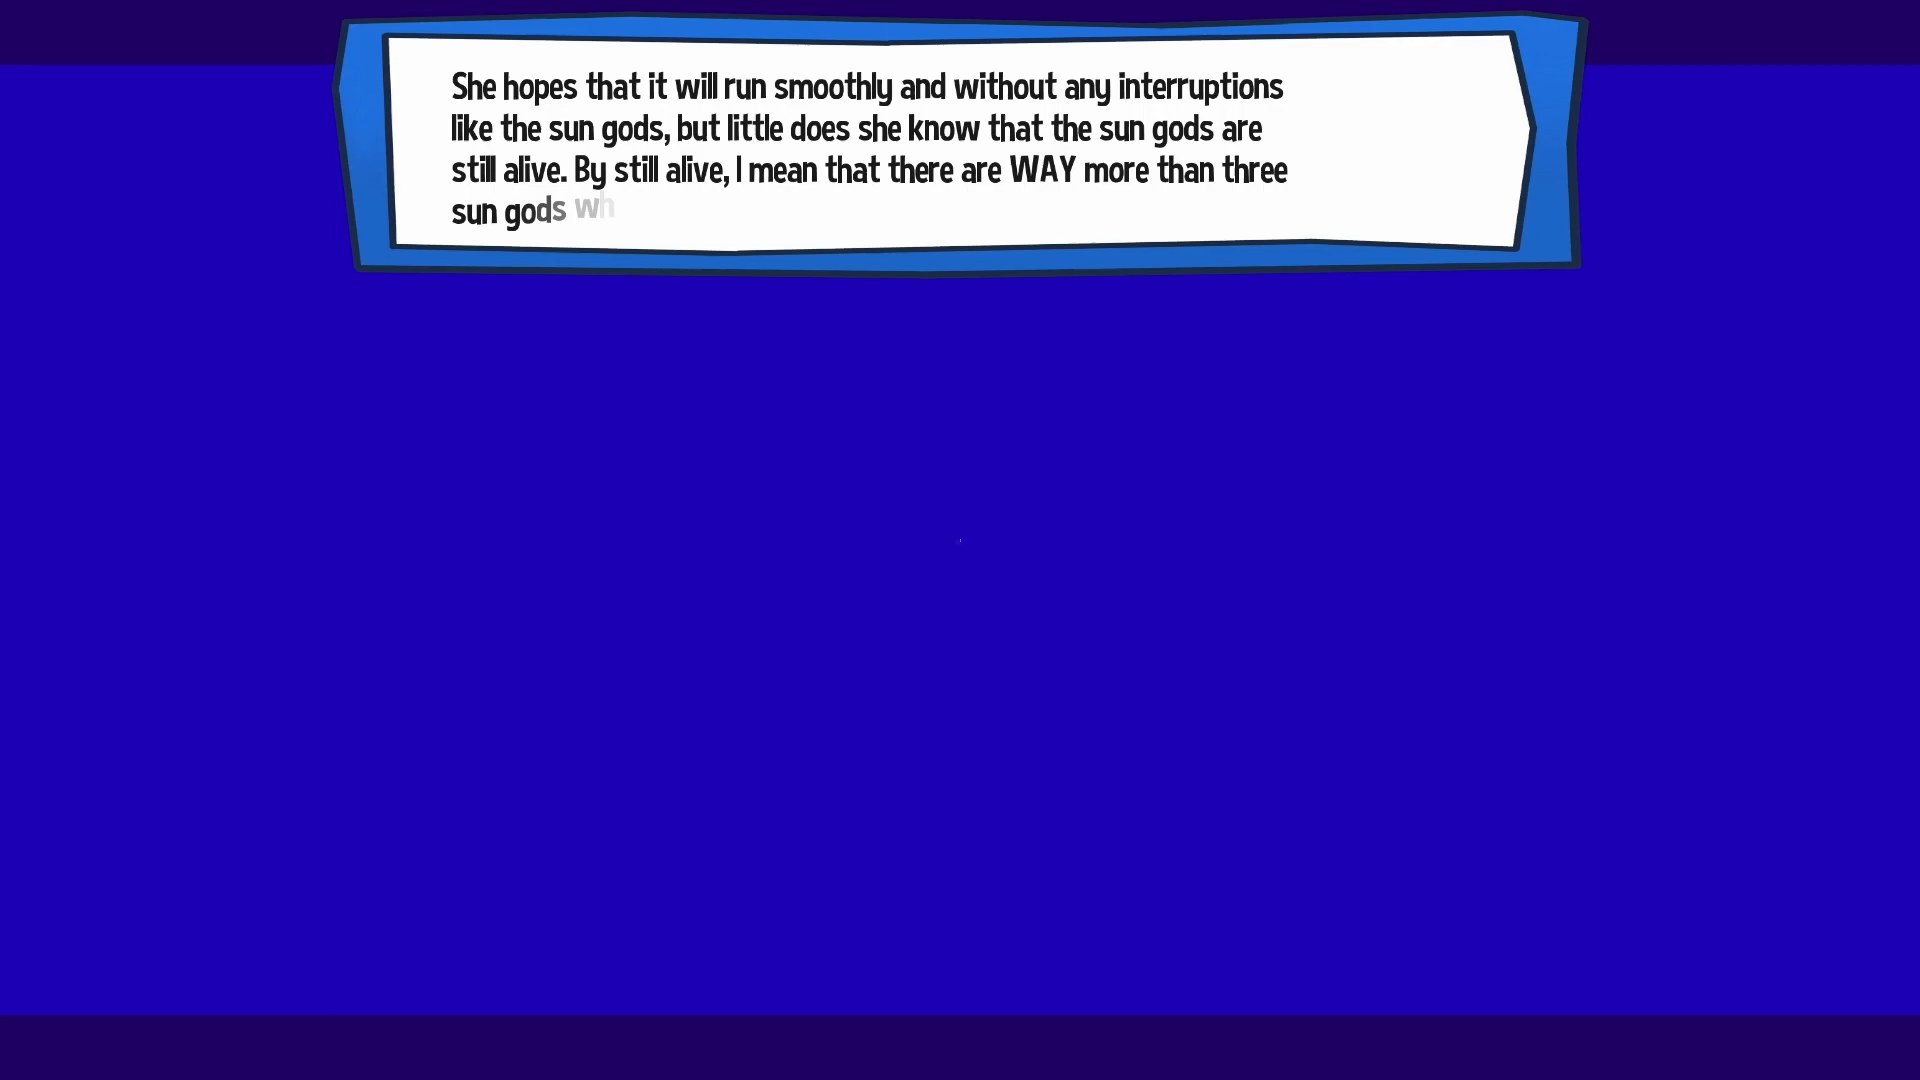 She hopes that it will run smoothly and without any interruptions
like the sun gods, but little does she know that the sun gods are
still alive. By still alive, I mean that there are WAY more than three
sun gods wh